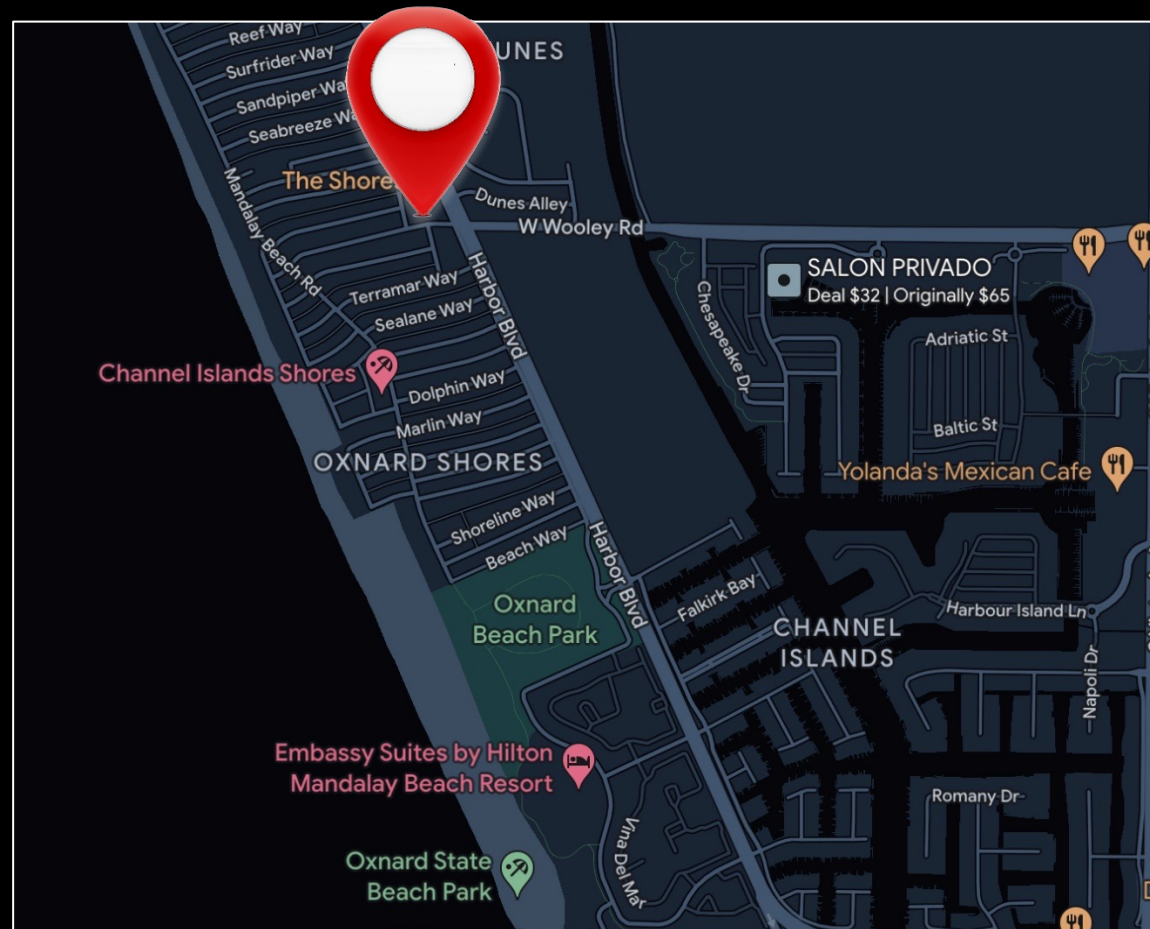 Reef Way
Surfrider Way
UNES
Sandpiper Wa
Seabreeze Wa
The Shores
Dunes Alley
W Wooley Rd
Mandalay Beach Rd
Harbor Blvd
SALON PRIVADO
Deal $32 | Originally $65
Terramar Way
Sealane Way
Chesapeake Dr
Adriatic St
Channel Islands Shores
Dolphin Way
Marlin Way
Baltic St
OXNARD SHORES
Yolanda's Mexican Cafe
Shoreline Way
Beach Way
Harbor Blvd
Oxnard
Beach Park
Falkirk Bay
Harbour Island Ln
CHANNEL
ISLANDS
Napoli Dr
Embassy Suites by Hilton
Mandalay Beach Resort
Romany Dr
Vina Del Mar
Oxnard State
Beach Park